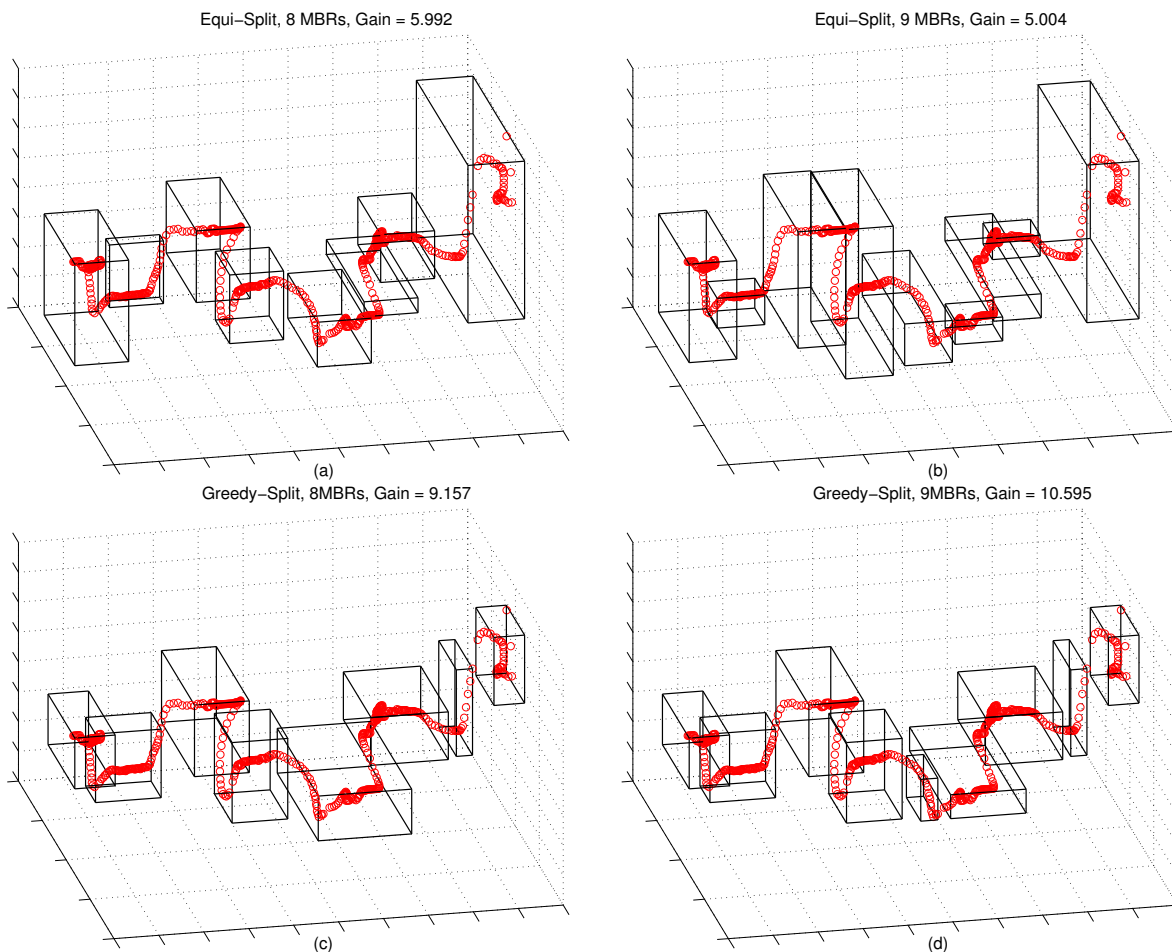 Equi−Split, 8 MBRs, Gain = 5.992
Equi−Split, 9 MBRs, Gain = 5.004
(a)
(b)
Greedy−Split, 8MBRs, Gain = 9.157
Greedy−Split, 9MBRs, Gain = 10.595
(c)
(d)